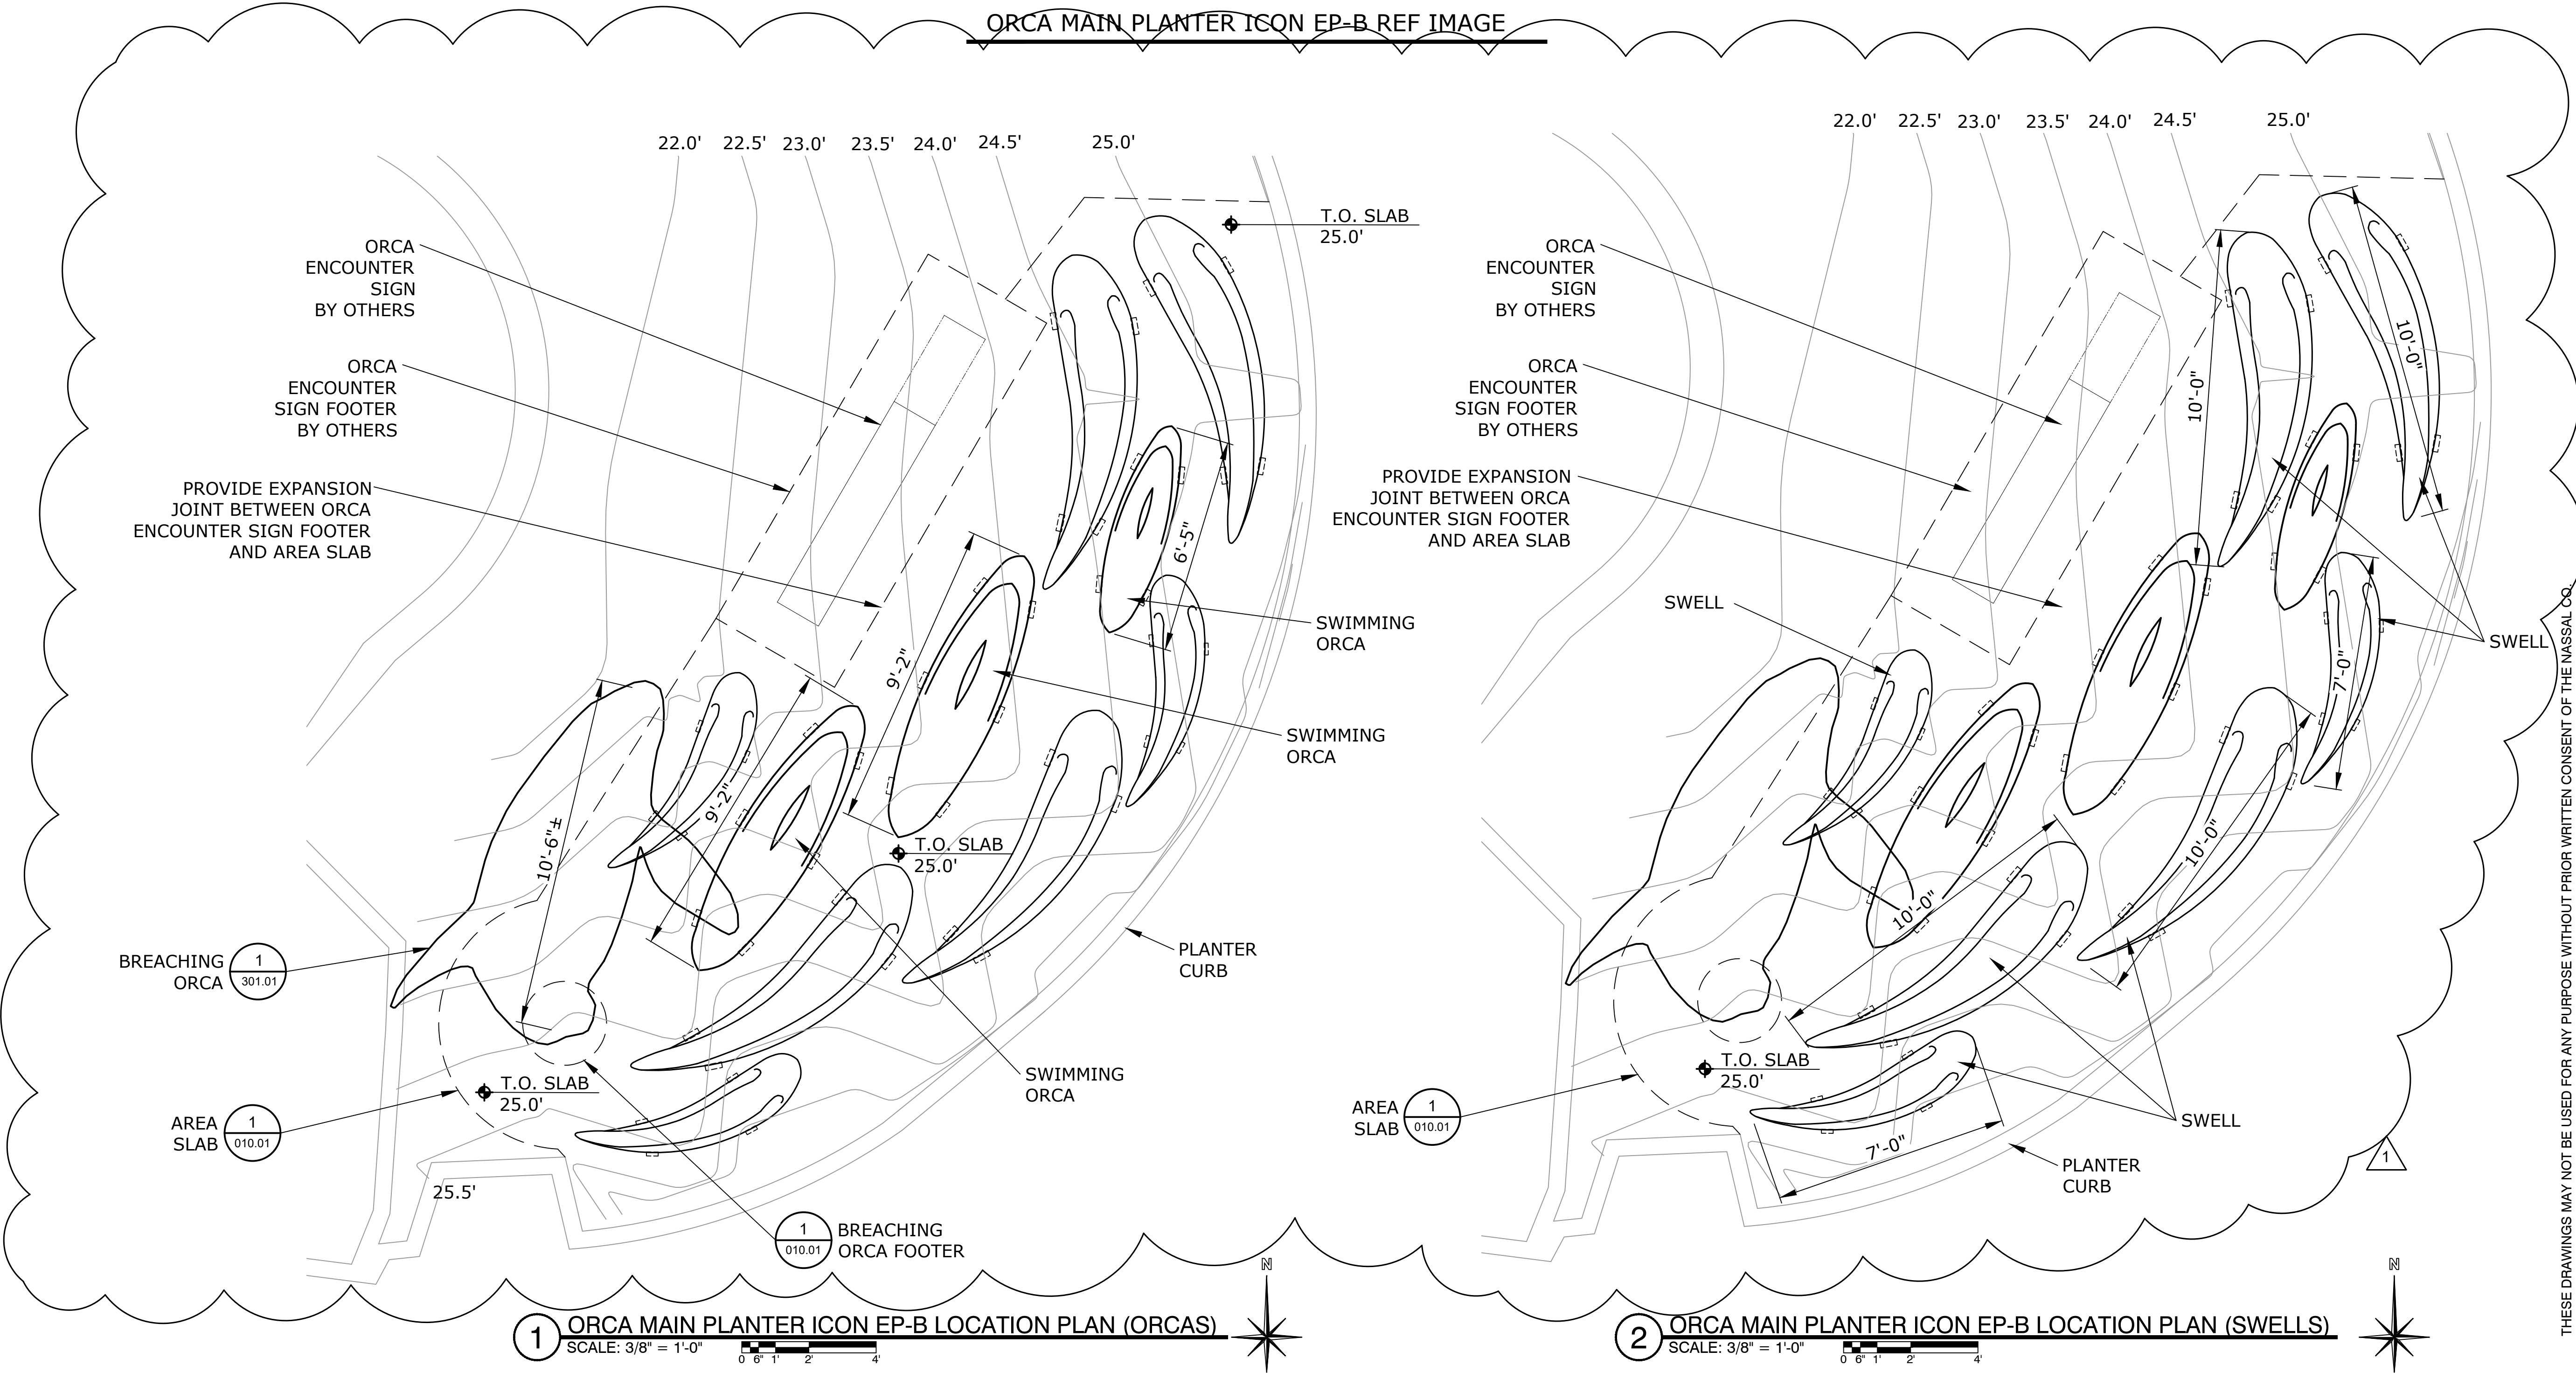 ORCA MAIN PLANTER ICON EP-B REF IMAGE
22.0' 22.5' 23.0' 23.5' 24.0' 24.5' 25.0'
T.O. SLAB
25.0'
ORCA
ENCOUNTER
SIGN
BY OTHERS
ORCA
ENCOUNTER
SIGN FOOTER
BY OTHERS
PROVIDE EXPANSION
JOINT BETWEEN ORCA
ENCOUNTER SIGN FOOTER
AND AREA SLAB
6'-5"
SWIMMING
ORCA
9'-2"
SWIMMING
ORCA
9'-2"
10'-6"±
T.O. SLAB
25.0'
BREACHING
ORCA
1
301.01
PLANTER
CURB
SWIMMING
ORCA
T.O. SLAB
25.0'
AREA
SLAB
1
010.01
25.5'
1
010.01
BREACHING
ORCA FOOTER
N
1
ORCA MAIN PLANTER ICON EP-B LOCATION PLAN (ORCAS)
SCALE: 3/8" = 1'-0"
0 6" 1' 2' 4'
22.0' 22.5' 23.0' 23.5' 24.0' 24.5' 25.0'
ORCA
ENCOUNTER
SIGN
BY OTHERS
ORCA
ENCOUNTER
SIGN FOOTER
BY OTHERS
PROVIDE EXPANSION
JOINT BETWEEN ORCA
ENCOUNTER SIGN FOOTER
AND AREA SLAB
10'-0"
10'-0"
SWELL
SWELL
7'-0"
10'-0"
10'-0"
T.O. SLAB
25.0'
AREA
SLAB
1
010.01
SWELL
7'-0"
PLANTER
CURB
1
N
2
ORCA MAIN PLANTER ICON EP-B LOCATION PLAN (SWELLS)
SCALE: 3/8" = 1'-0"
0 6" 1' 2' 4'
THESE DRAWINGS MAY NOT BE USED FOR ANY PURPOSE WITHOUT PRIOR WRITTEN CONSENT OF THE NASSAL CO.